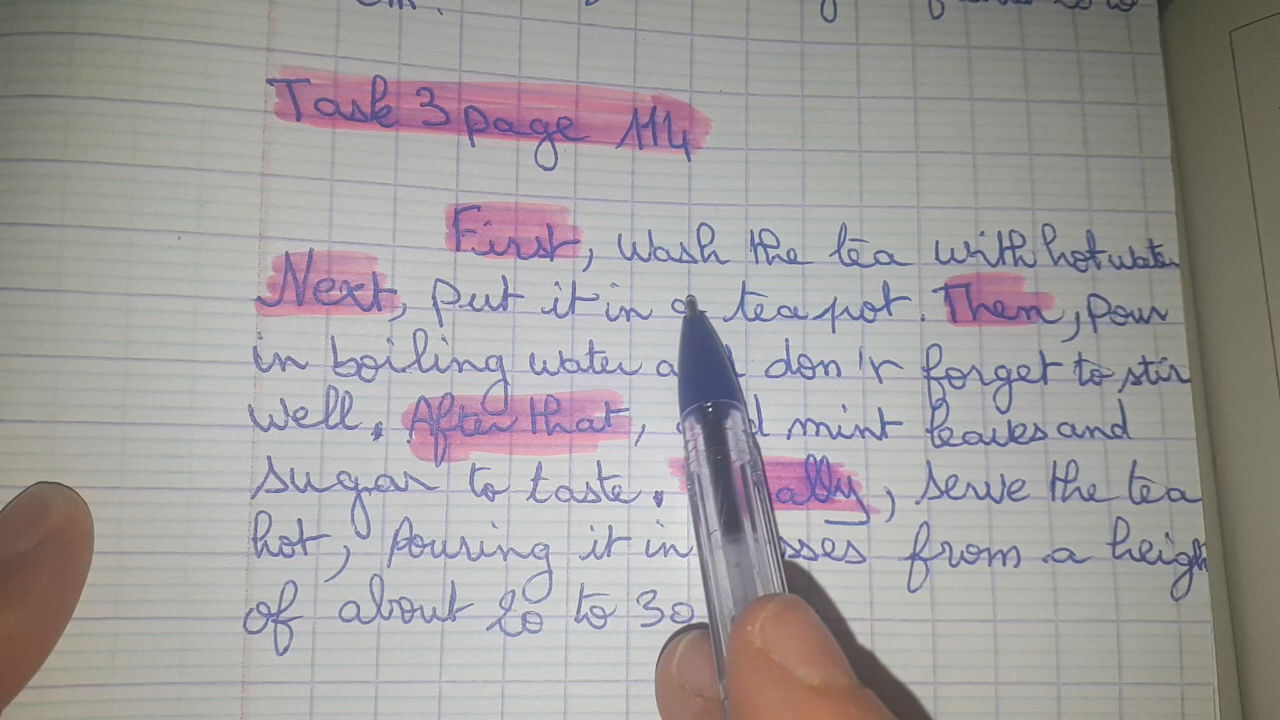 Task 3 page 114
First, wash the tea with hot water
Next, put it in a tea pot. Then, pour
in boiling water don't forget to stir
well. After that, mint leaves and
sugar to taste. , serve the tea
hot, pouring it in from a
of about 20 to 30